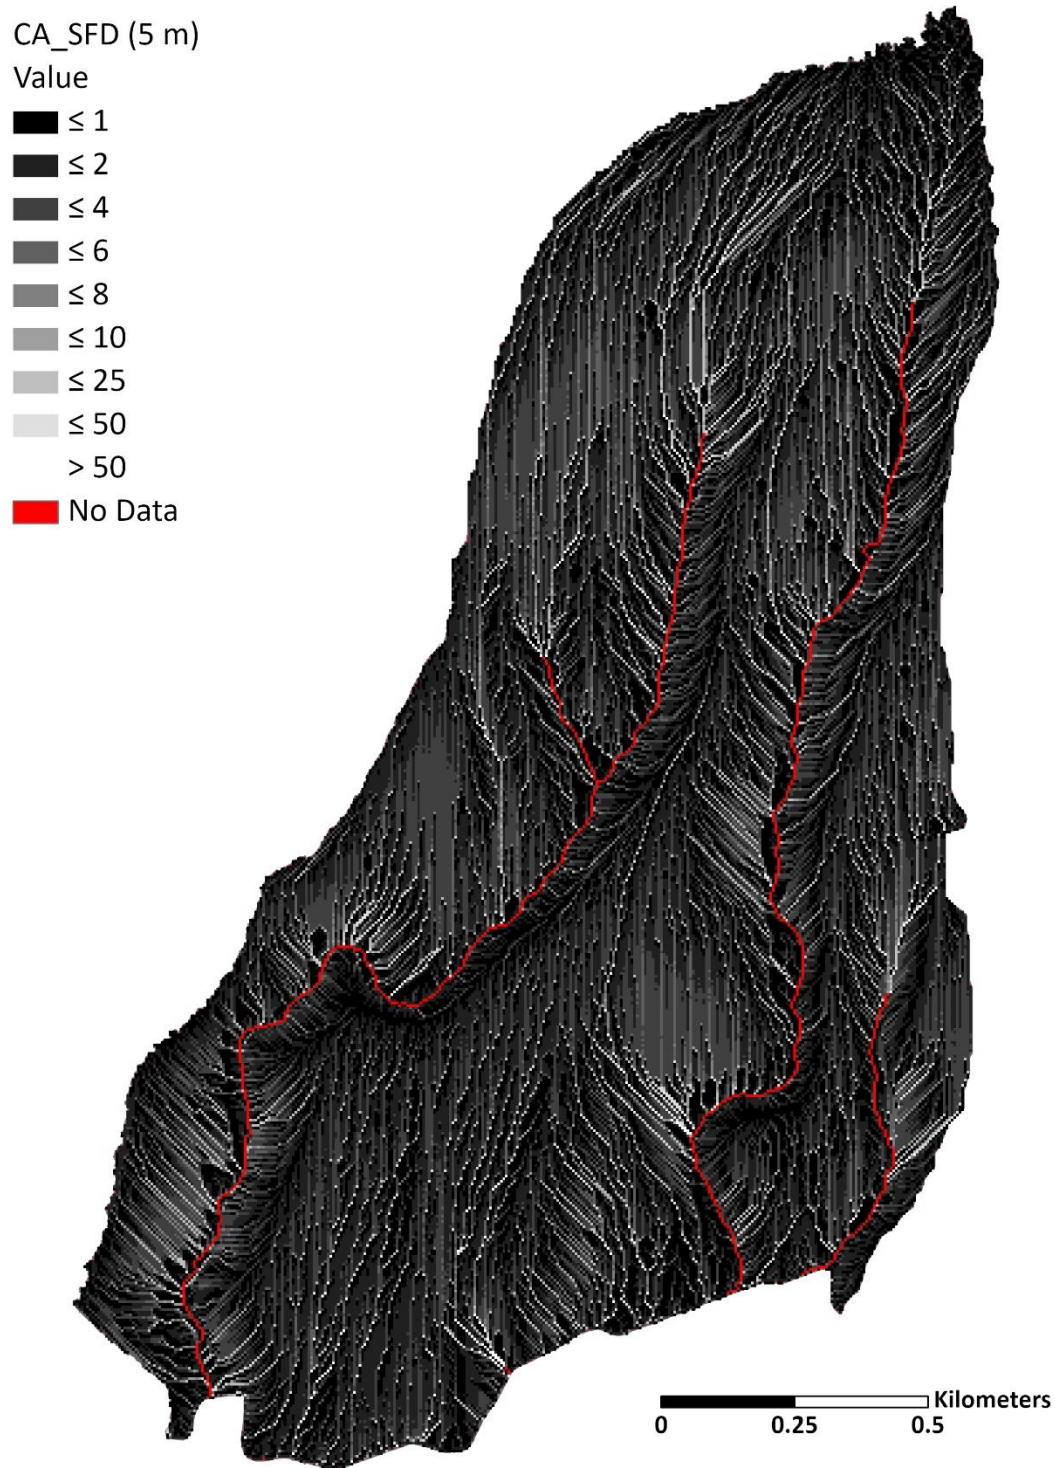 CA_SFD (5 m)
Value
≤ 1
≤ 2
≤ 4
≤ 6
≤ 8
≤ 10
≤ 25
≤ 50
> 50
No Data
Kilometers
0 0.25 0.5